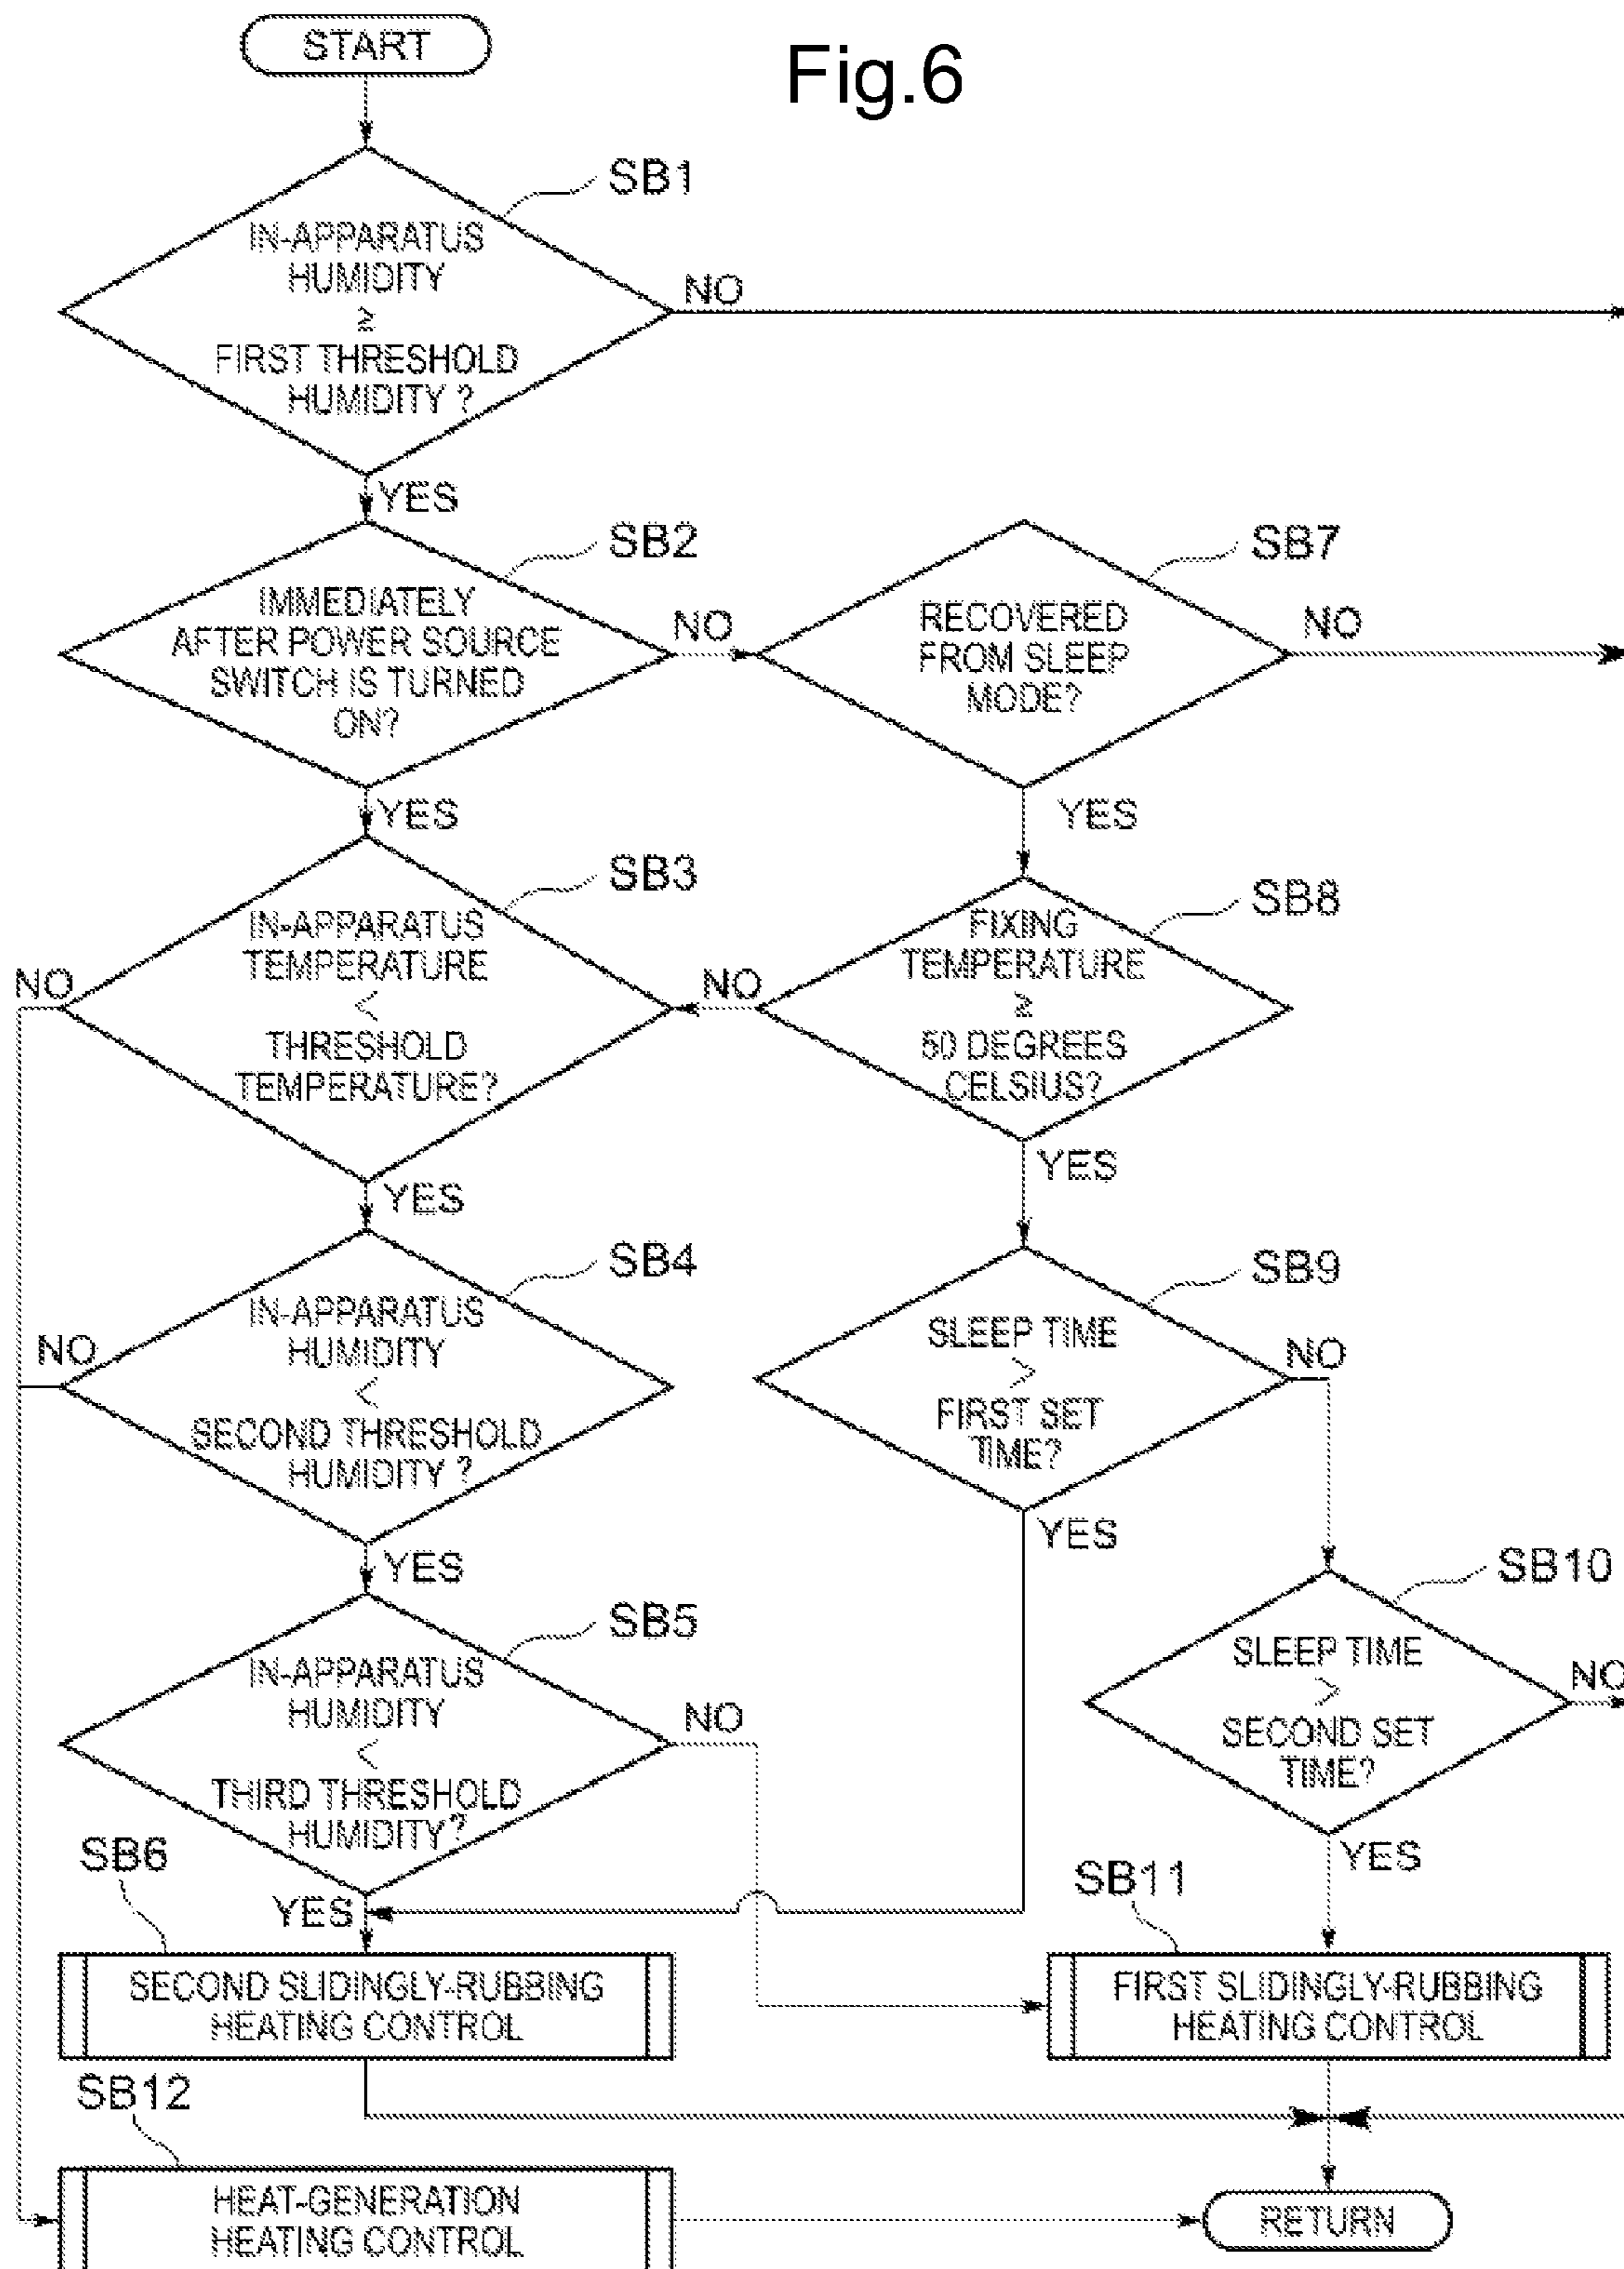 START
Fig.6
SB1
IN-APPARATUS
HUMIDITY
≥
FIRST THRESHOLD
HUMIDITY ?
NO
YES
SB2
IMMEDIATELY
AFTER POWER SOURCE
SWITCH IS TURNED
ON?
NO
YES
SB7
RECOVERED
FROM SLEEP
MODE?
NO
YES
SB3
IN-APPARATUS
TEMPERATURE
<
THRESHOLD
TEMPERATURE?
NO
YES
SB8
FIXING
TEMPERATURE
≥
50 DEGREES
CELSIUS?
NO
YES
SB4
IN-APPARATUS
HUMIDITY
<
SECOND THRESHOLD
HUMIDITY ?
NO
YES
SB9
SLEEP TIME
>
FIRST SET
TIME?
NO
YES
SB5
IN-APPARATUS
HUMIDITY
<
THIRD THRESHOLD
HUMIDITY?
NO
YES
SB10
SLEEP TIME
>
SECOND SET
TIME?
NO
YES
SB6
SECOND SLIDINGLY-RUBBING
HEATING CONTROL
SB11
FIRST SLIDINGLY-RUBBING
HEATING CONTROL
SB12
HEAT-GENERATION
HEATING CONTROL
RETURN